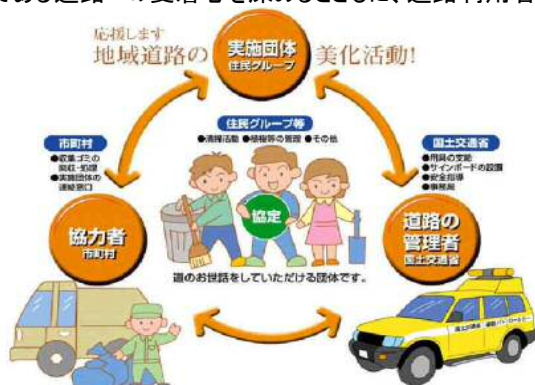 応援します
地域道路の
美化活動!
実施団体
住民グループ
市町村
●収集ゴミの
回収・処理
●実施団体の
連絡窓口
住民グループ等
●清掃活動 ●植樹等の管理 ●その他
国土交通省
●用具の支給
●サインボードの設置
●安全指導
●事務局
協定
協力者
市町村
道路の
管理者
国土交通省
道のお世話をしていただける団体です。